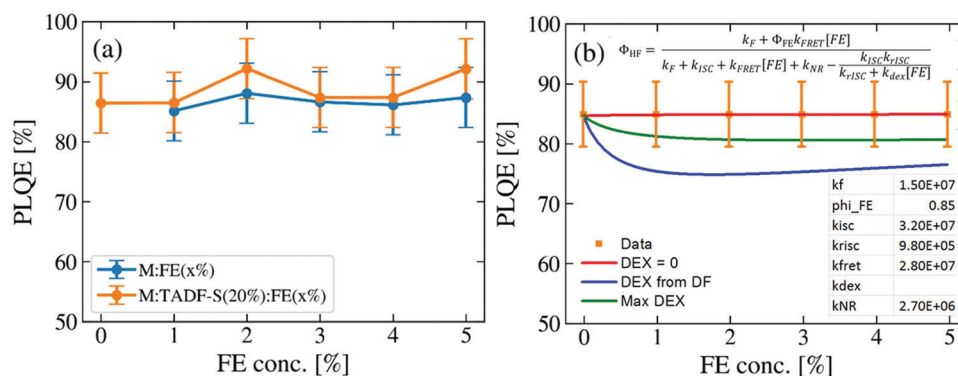 (a)
PLQE [%]
100
90
80
70
60
50
M:FE(x%)
M:TADF-S(20%):FE(x%)
0 1 2 3 4 5
FE conc. [%]
(b)
Φ_HF = (k_F + Φ_FE k_FRET[FE]) / (k_F + k_ISC + k_FRET[FE] + k_NR − (k_ISC k_rISC) / (k_rISC + k_dex[FE]))
PLQE [%]
100
90
80
70
60
50
Data
DEX = 0
DEX from DF
Max DEX
kf 1.50E+07
phi_FE 0.85
kisc 3.20E+07
krisc 9.80E+05
kfret 2.80E+07
kdex
kNR 2.70E+06
0 1 2 3 4 5
FE conc. [%]